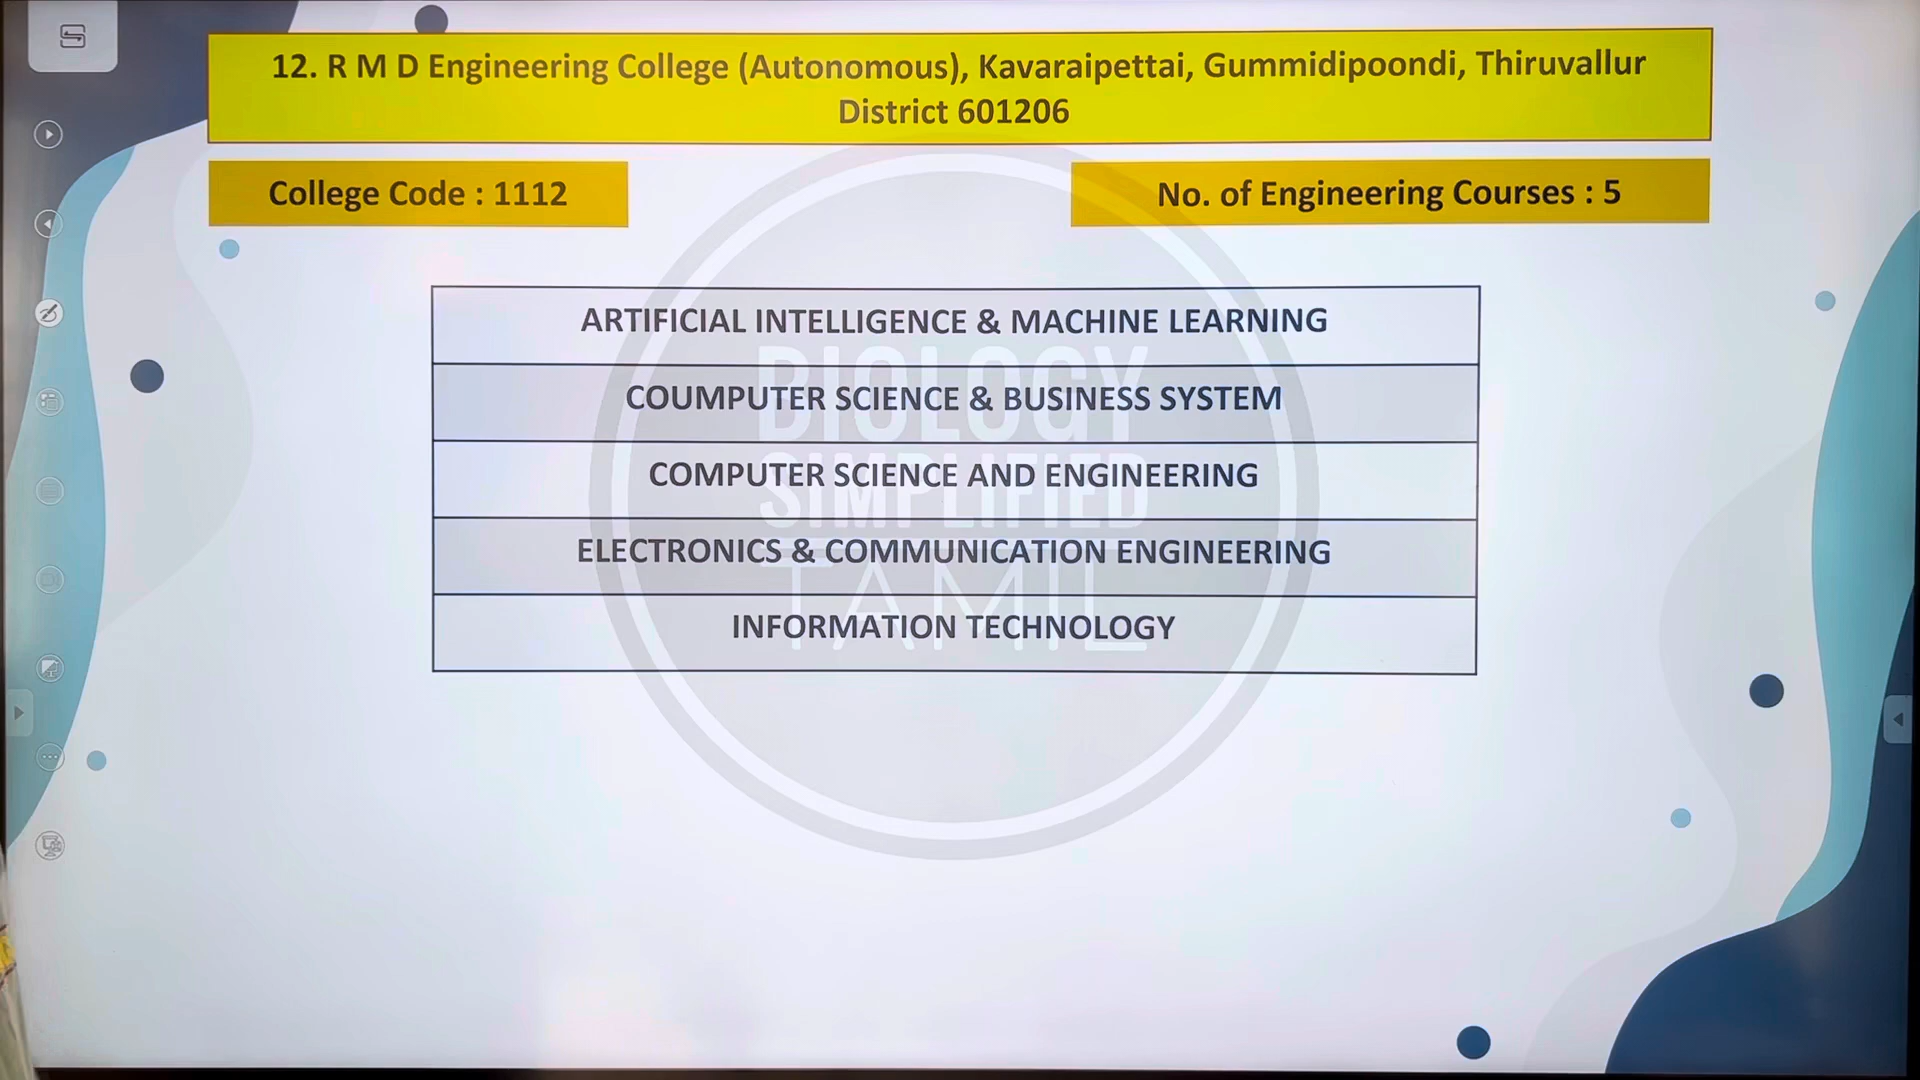 12. R M D Engineering College (Autonomous), Kavaraipettai, Gummidipoondi, Thiruvallur
District 601206
College Code : 1112
No. of Engineering Courses : 5
ARTIFICIAL INTELLIGENCE & MACHINE LEARNING
COUMPUTER SCIENCE & BUSINESS SYSTEM
COMPUTER SCIENCE AND ENGINEERING
ELECTRONICS & COMMUNICATION ENGINEERING
INFORMATION TECHNOLOGY
BIOLOGY
SIMPLIFIED
TAMIL